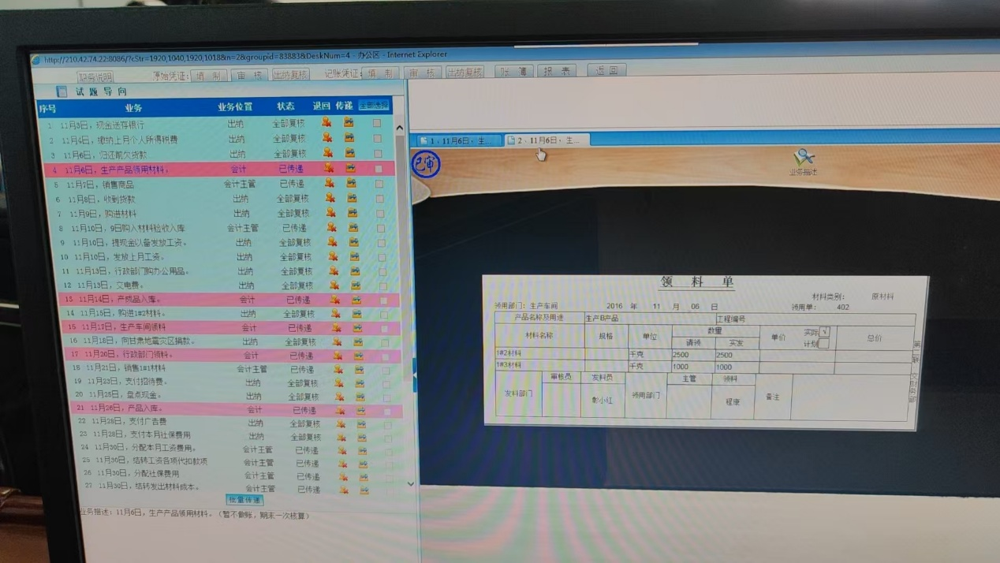 http://210.42.74.22:8086/?cStr=1920,1040,1920,1018&n=2&groupid=83883&DeskNum=4 - 办公区 - Internet Explorer
职务说明 原始凭证: 填 制 审 核 出纳复核 记账凭证: 填 制 审 核 出纳复核 账 簿 报 表 返 回
试 题 导 向
序号 业务 业务位置 状态 退回 传递 全部选择
1 11月3日，现金送存银行 出纳 全部复核
2 11月4日，缴纳上月个人所得税费 出纳 全部复核
3 11月6日，归还前欠货款 出纳 全部复核
4 11月6日，生产产品领用材料。 会计 已传递
5 11月7日，销售商品 会计主管 已传递
6 11月8日，收到货款 出纳 全部复核
7 11月9日，购进材料 出纳 全部复核
8 11月10日，9日购入材料验收入库 会计主管 已传递
9 11月10日，提现金以备发放工资。 出纳 全部复核
10 11月10日，发放上月工资。 出纳 全部复核
11 11月13日，行政部门购办公用品。 出纳 全部复核
12 11月13日，交电费。 出纳 全部复核
13 11月14日，产成品入库。 会计 已传递
14 11月15日，购进1#2材料。 出纳 全部复核
15 11月17日，生产车间领料 会计 已传递
16 11月18日，向甘肃地震灾区捐款。 出纳 全部复核
17 11月20日，行政部门领料。 会计 已传递
18 11月21日，销售1#1材料 会计主管 已传递
19 11月23日，支付招待费。 出纳 全部复核
20 11月25日，盘点现金。 出纳 全部复核
21 11月26日，产品入库。 会计 已传递
22 11月28日，支付广告费 出纳 全部复核
23 11月28日，支付本月社保费用 出纳 全部复核
24 11月30日，分配本月工资费用。 会计主管 已传递
25 11月30日，结转工资各项代扣款项 会计主管 已传递
26 11月30日，分配社保费用 会计主管 已传递
27 11月30日，结转发出材料成本。 会计主管 已传递
批量传递
业务描述：11月6日，生产产品领用材料。（暂不做账，期末一次核算）
1．11月6日，生... 2．11月6日，生...
已审
业务描述
领 料 单
材料类别： 原材料
领用部门：生产车间 2016 年 11 月 06 日 领用单： 402
产品名称及用途 生产B产品 工程编号
材料名称 规格 单位 数量 单价 实际 √ 总价
请领 实发 计划
1#2材料 千克 2500 2500
1#3材料 千克 1000 1000
发料部门 审核员 发料员 领用部门 主管 领料 备注
彭小红 程康